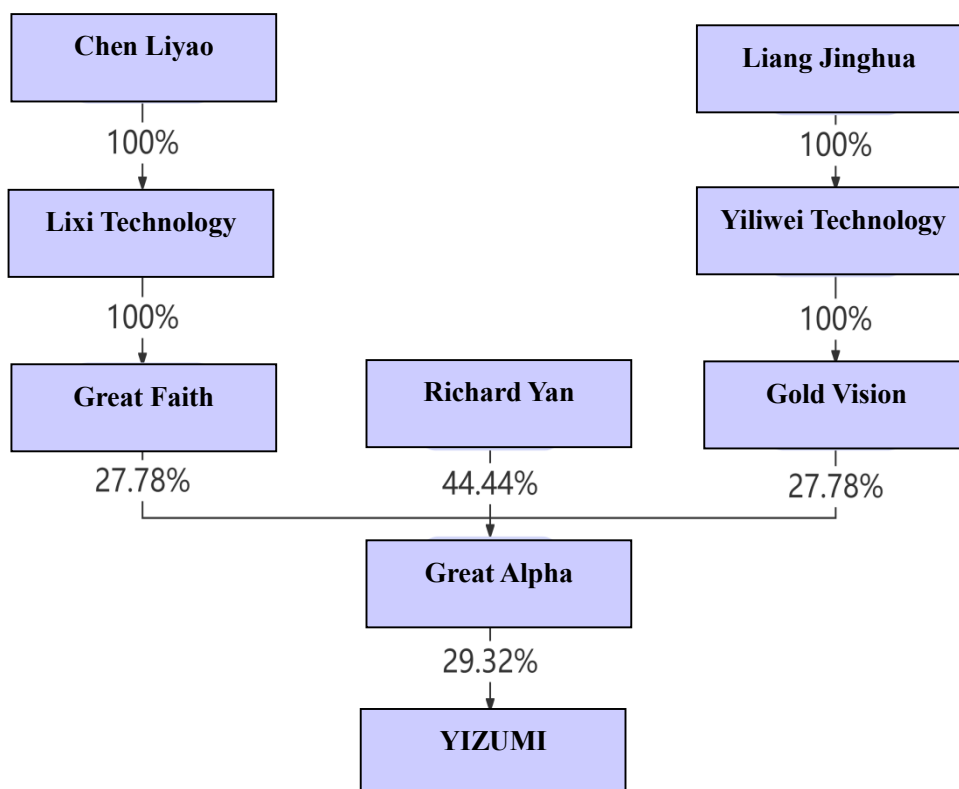 Chen Liyao
Liang Jinghua
100%
100%
Lixi Technology
Yiliwei Technology
100%
100%
Great Faith
Richard Yan
Gold Vision
27.78%
44.44%
27.78%
Great Alpha
29.32%
YIZUMI